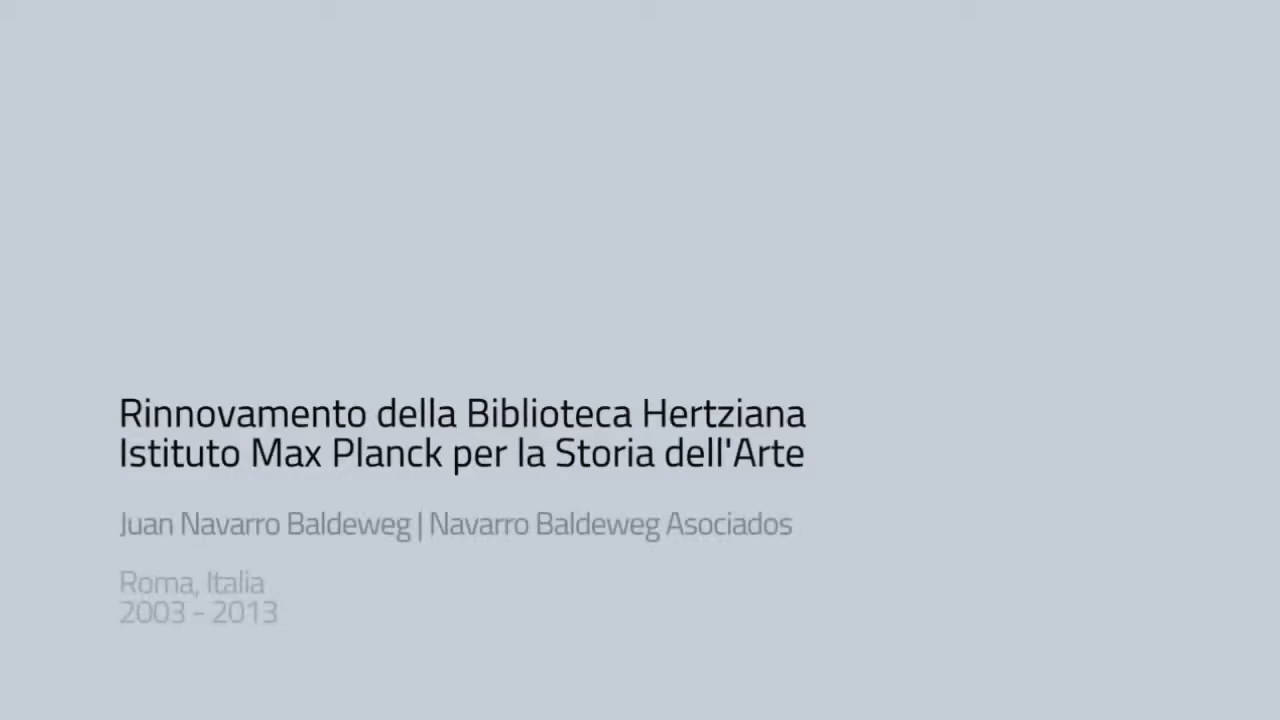 Rinnovamento della Biblioteca Hertziana
Istituto Max Planck per la Storia dell'Arte
Juan Navarro Baldeweg | Navarro Baldeweg Asociados
Roma, Italia
2003 - 2013